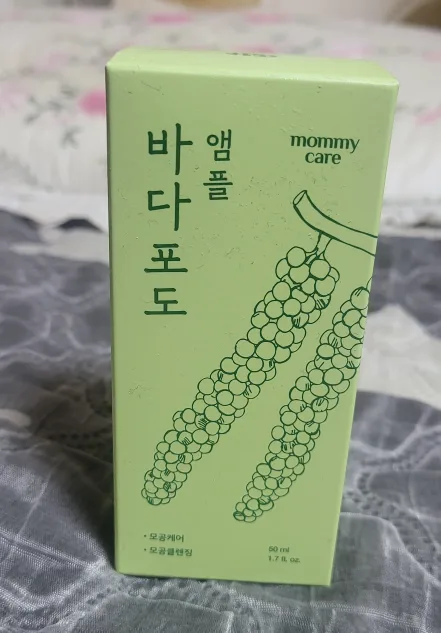 바다포도
앰플
mommy
care
• 모공케어
• 모공클렌징
50 ml
1.7 fl. oz.